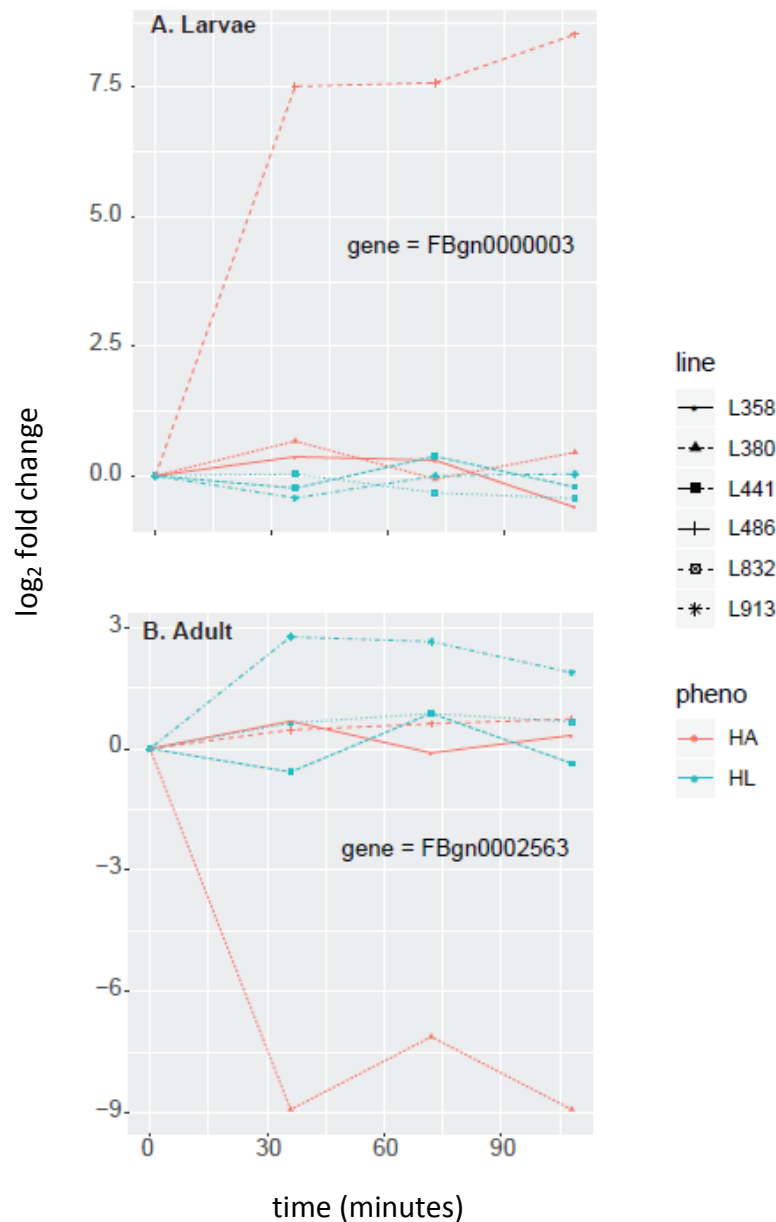 A. Larvae
7.5
5.0
2.5
0.0
gene = FBgn0000003
log2 fold change
B. Adult
3
0
−3
−6
−9
gene = FBgn0002563
0 30 60 90
time (minutes)
line
L358
L380
L441
L486
L832
L913
pheno
HA
HL